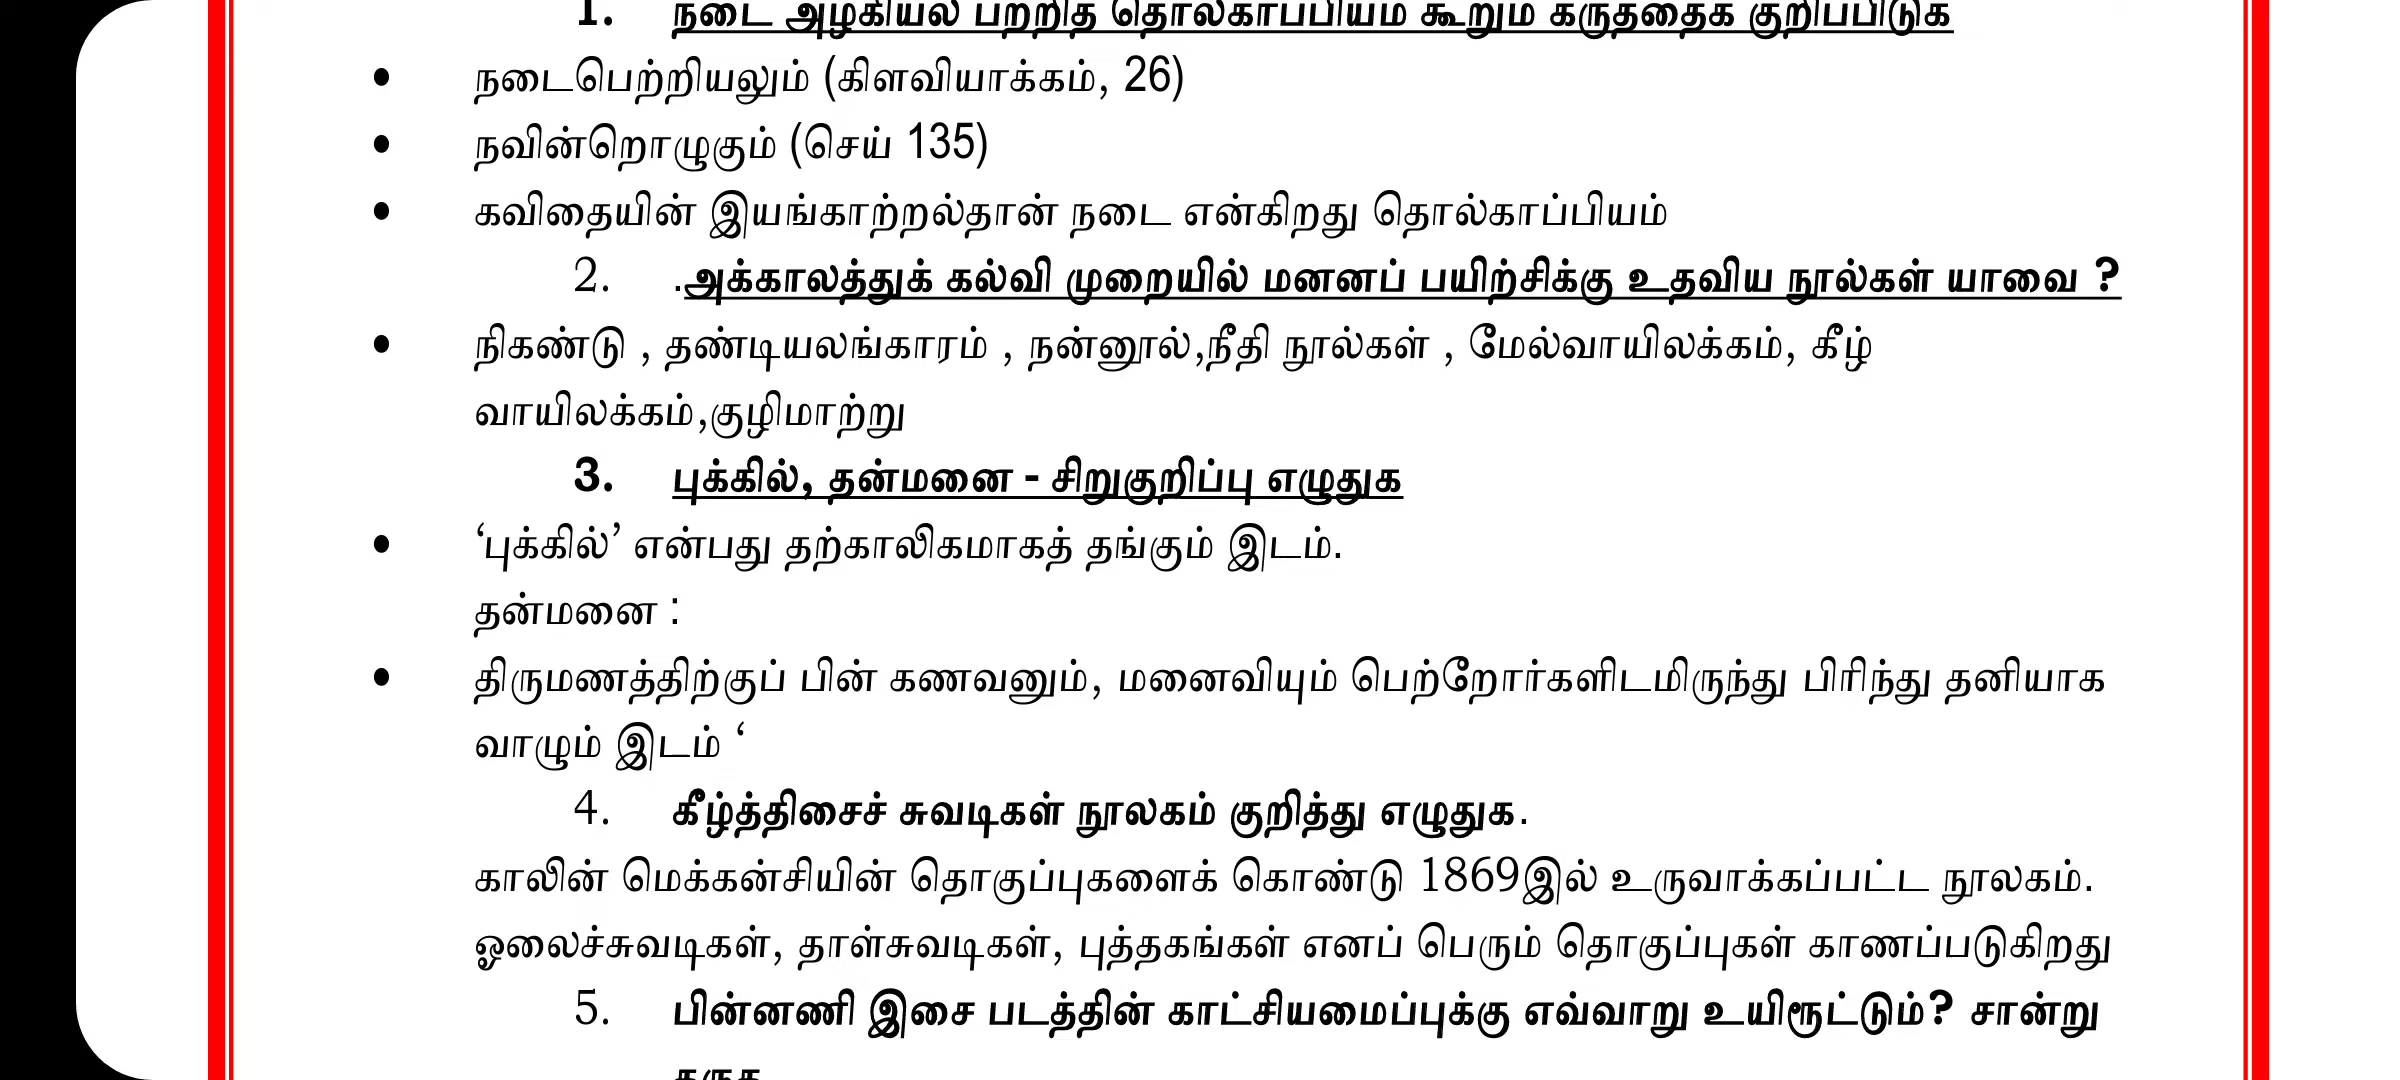 1. நடை அழகியல் பற்றித் தொல்காப்பியம் கூறும் கருத்தைக் குறிப்பிடுக
• நடைபெற்றியலும் (கிளவியாக்கம், 26)
• நவின்றொழுகும் (செய் 135)
• கவிதையின் இயங்காற்றல்தான் நடை என்கிறது தொல்காப்பியம்
2. .அக்காலத்துக் கல்வி முறையில் மனனப் பயிற்சிக்கு உதவிய நூல்கள் யாவை ?
• நிகண்டு , தண்டியலங்காரம் , நன்னூல்,நீதி நூல்கள் , மேல்வாயிலக்கம், கீழ்
வாயிலக்கம்,குழிமாற்று
3. புக்கில், தன்மனை - சிறுகுறிப்பு எழுதுக
• ‘புக்கில்’ என்பது தற்காலிகமாகத் தங்கும் இடம்.
தன்மனை :
• திருமணத்திற்குப் பின் கணவனும், மனைவியும் பெற்றோர்களிடமிருந்து பிரிந்து தனியாக
வாழும் இடம் ‘
4. கீழ்த்திசைச் சுவடிகள் நூலகம் குறித்து எழுதுக.
காலின் மெக்கன்சியின் தொகுப்புகளைக் கொண்டு 1869இல் உருவாக்கப்பட்ட நூலகம்.
ஓலைச்சுவடிகள், தாள்சுவடிகள், புத்தகங்கள் எனப் பெரும் தொகுப்புகள் காணப்படுகிறது
5. பின்னணி இசை படத்தின் காட்சியமைப்புக்கு எவ்வாறு உயிரூட்டும்? சான்று
தருக